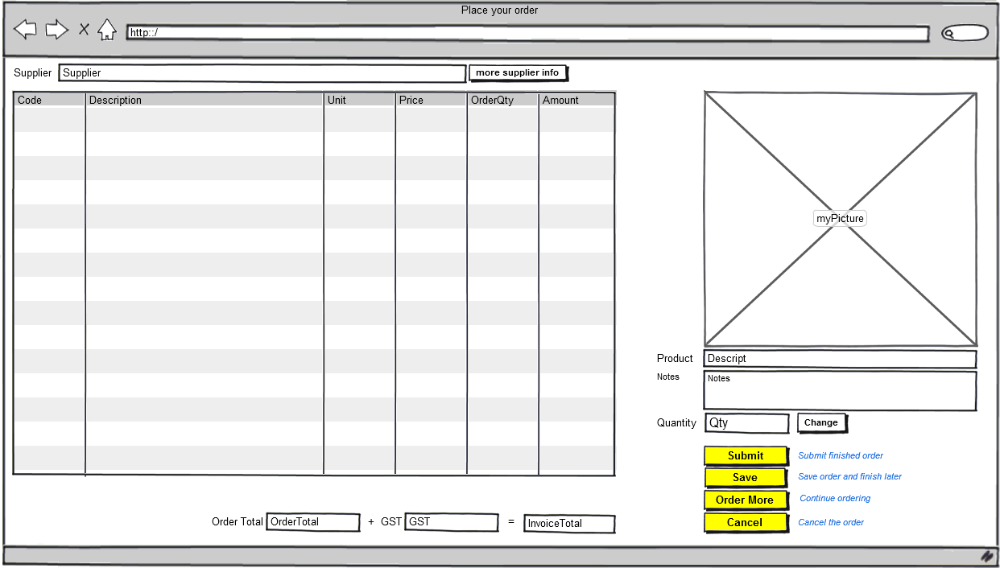 Place your order
http::/
Supplier Supplier more supplier info
Code Description Unit Price OrderQty Amount
myPicture
Product Descript
Notes Notes
Quantity Qty Change
Submit Submit finished order
Save Save order and finish later
Order More Continue ordering
Cancel Cancel the order
Order Total OrderTotal + GST GST = InvoiceTotal